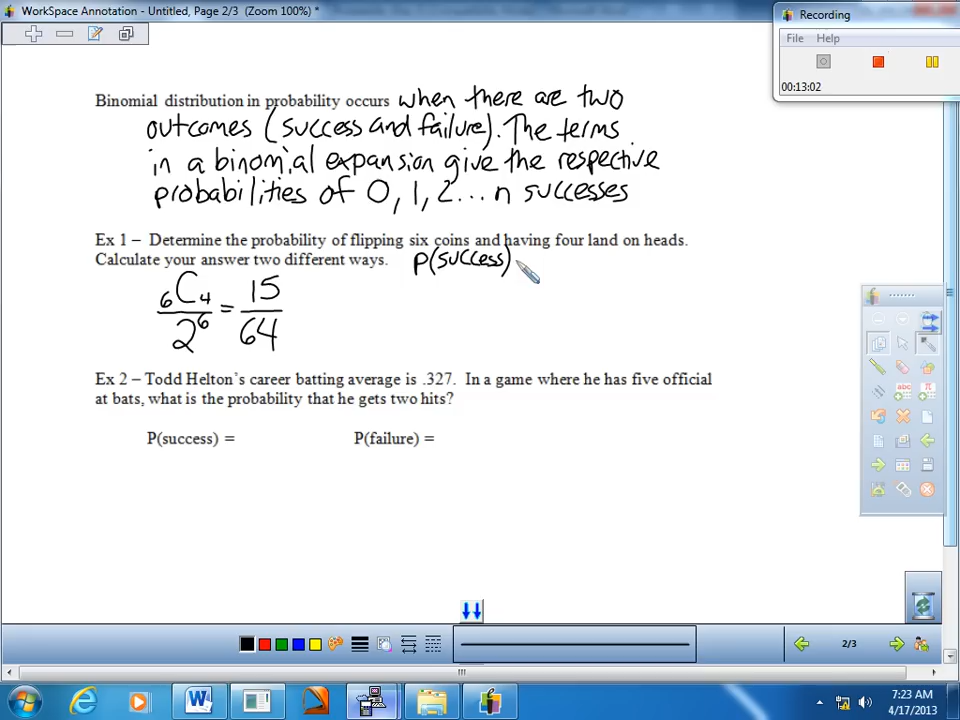 WorkSpace Annotation - Untitled, Page 2/3 (Zoom 100%) *
Recording
File Help
00:13:02
Binomial distribution in probability occurs when there are two
outcomes (success and failure). The terms
in a binomial expansion give the respective
probabilities of 0, 1, 2... n successes
Ex 1 – Determine the probability of flipping six coins and having four land on heads.
Calculate your answer two different ways. P(success)
₆C₄ / 2⁶ = 15 / 64
Ex 2 – Todd Helton's career batting average is .327. In a game where he has five official
at bats, what is the probability that he gets two hits?
P(success) = P(failure) =
abc
π
2/3
W
7:23 AM
4/17/2013